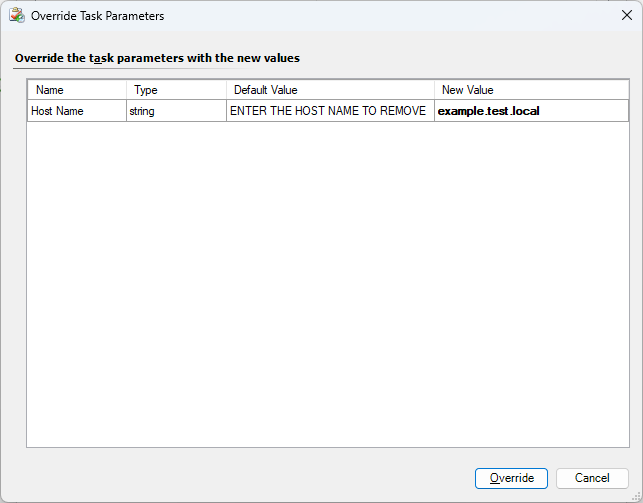 Override Task Parameters
Override the task parameters with the new values
Name Type Default Value New Value
Host Name string ENTER THE HOST NAME TO REMOVE example.test.local
Override Cancel